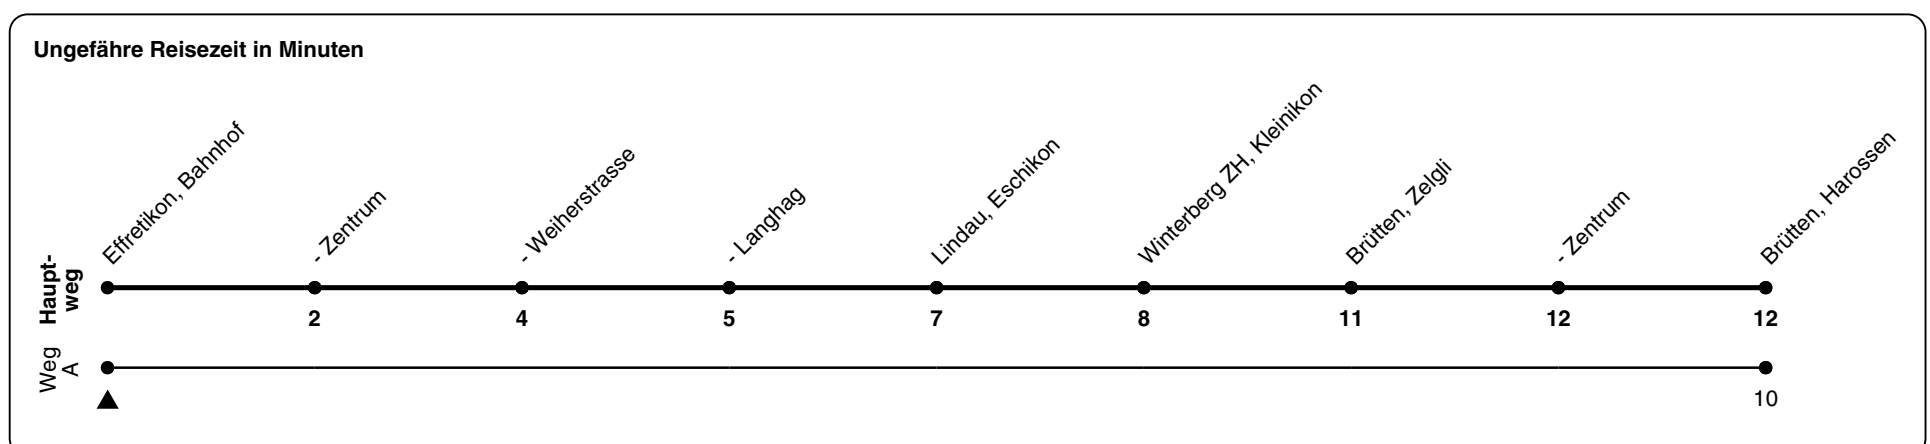 Ungefähre Reisezeit in Minuten
Effretikon, Bahnhof
- Zentrum
- Weiherstrasse
- Langhag
Lindau, Eschikon
Winterberg ZH, Kleinikon
Brütten, Zelgli
- Zentrum
Brütten, Harossen
Haupt-
weg
2 4 5 7 8 11 12 12
Weg
A
10